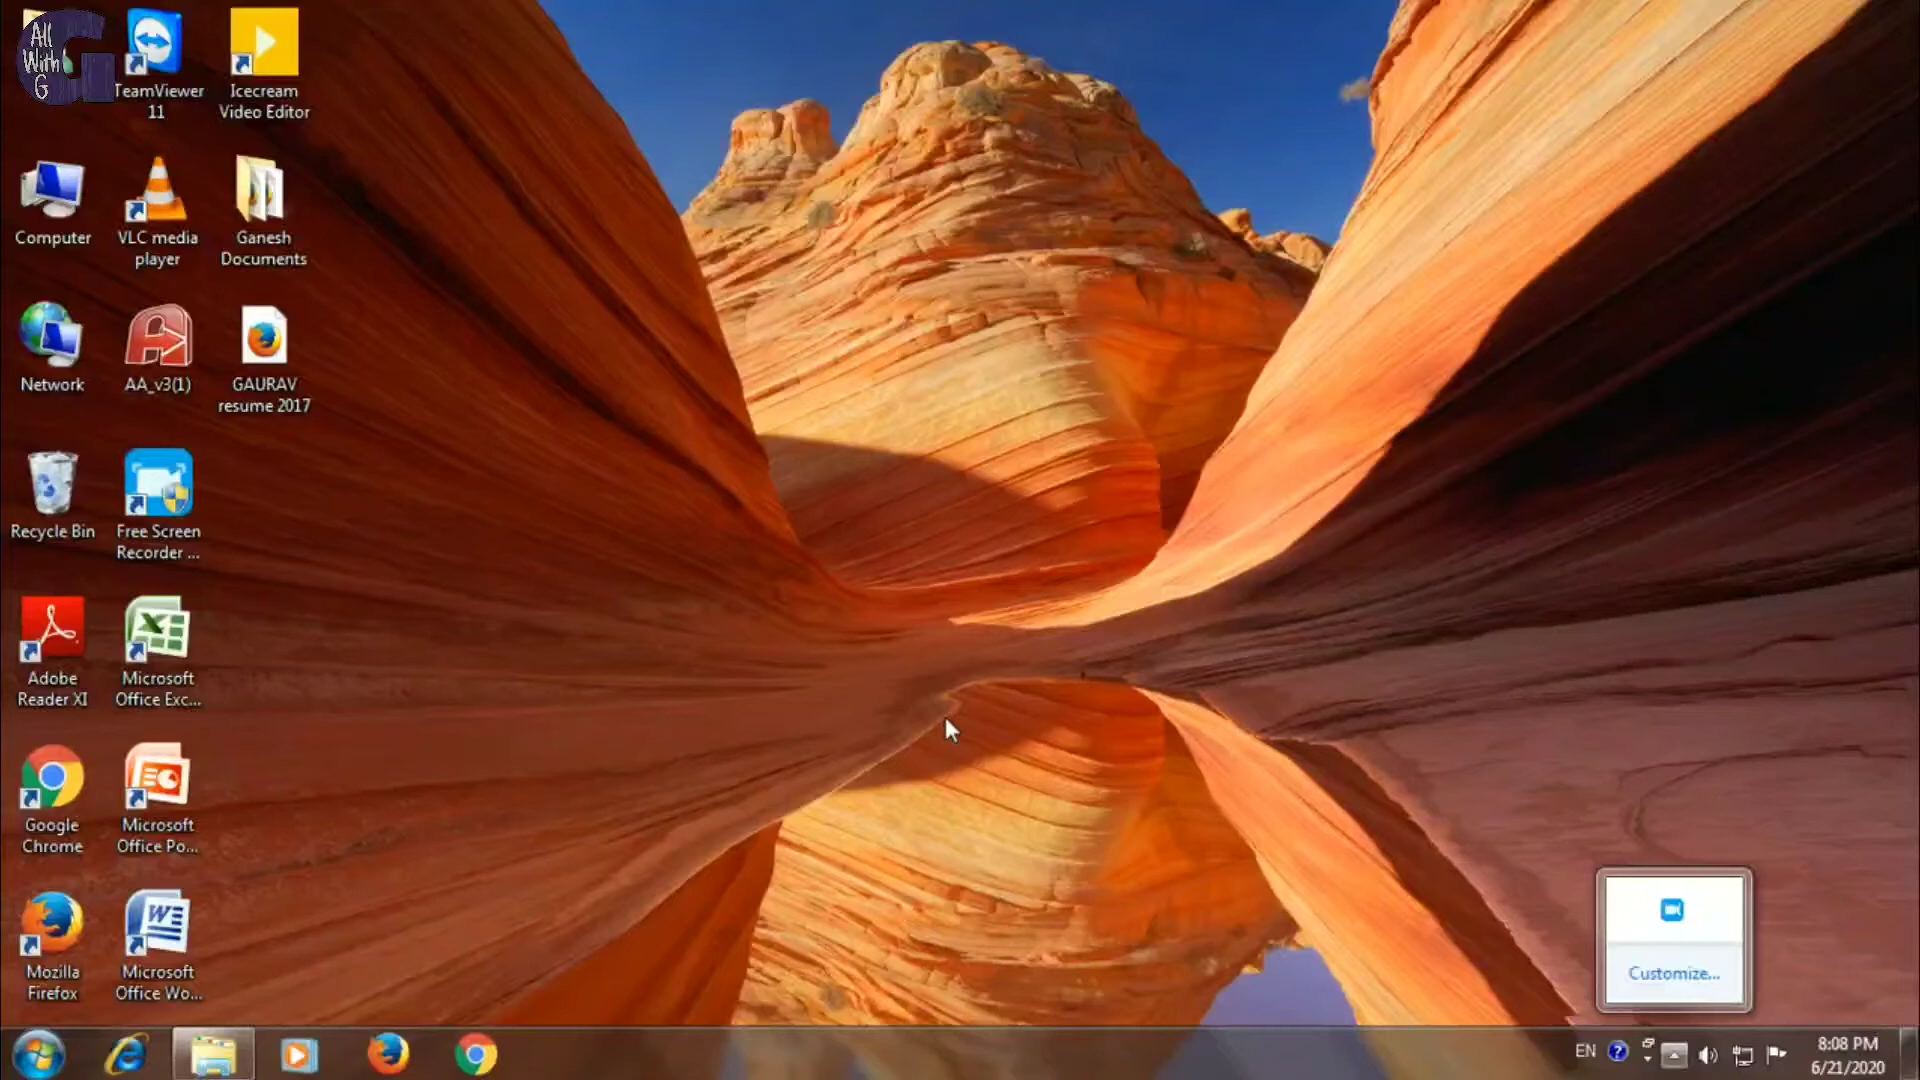 All
With
G
TeamViewer
11
Icecream
Video Editor
Computer
VLC media
player
Ganesh
Documents
Network
AA_v3(1)
GAURAV
resume 2017
Recycle Bin
Free Screen
Recorder ...
Adobe
Reader XI
Microsoft
Office Exc...
Google
Chrome
Microsoft
Office Po...
Mozilla
Firefox
Microsoft
Office Wo...
Customize...
EN
8:08 PM
6/21/2020